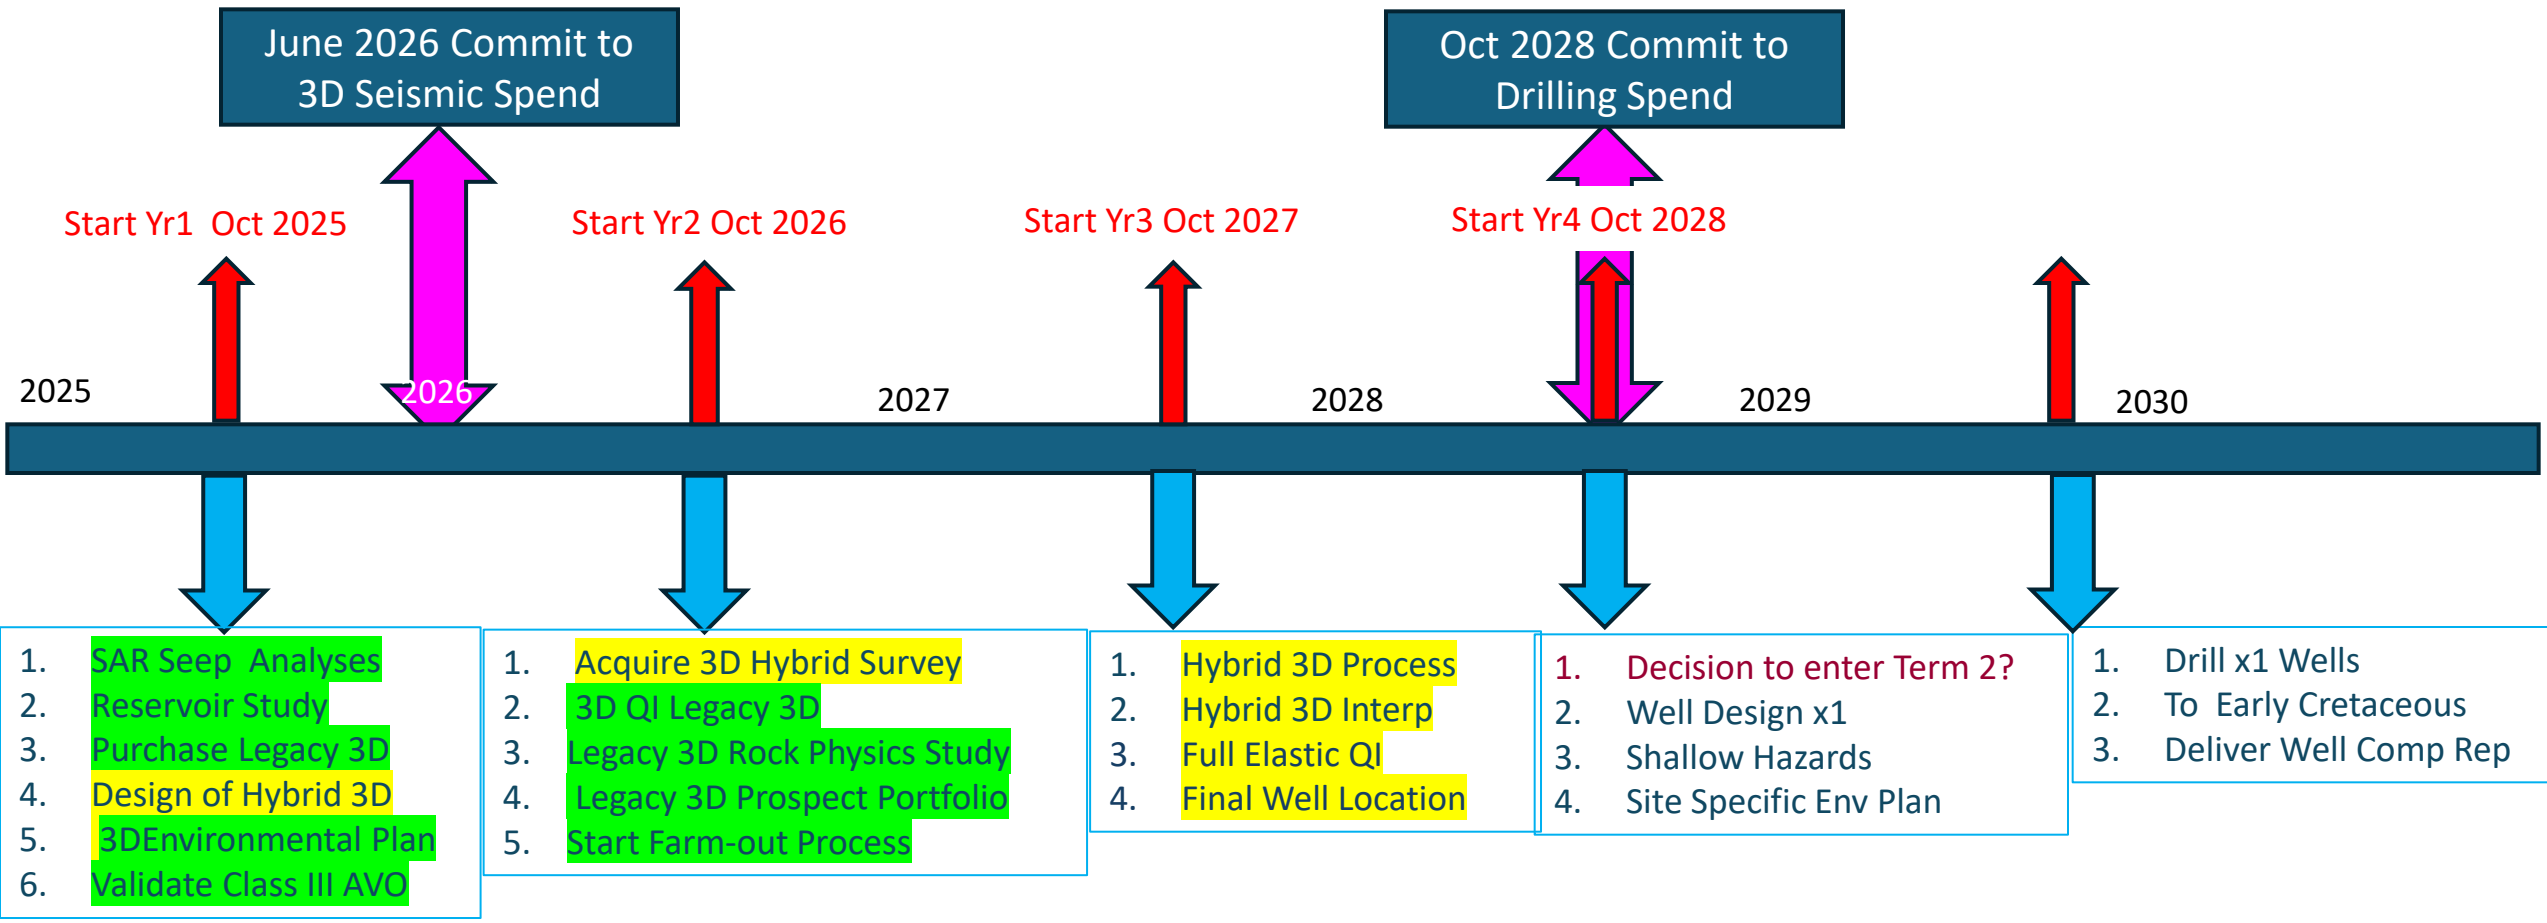 June 2026 Commit to
3D Seismic Spend
Oct 2028 Commit to
Drilling Spend
Start Yr1 Oct 2025
Start Yr2 Oct 2026
Start Yr3 Oct 2027
Start Yr4 Oct 2028
2025
2026
2027
2028
2029
2030
1. SAR Seep Analyses
2. Reservoir Study
3. Purchase Legacy 3D
4. Design of Hybrid 3D
5. 3DEnvironmental Plan
6. Validate Class III AVO
1. Acquire 3D Hybrid Survey
2. 3D QI Legacy 3D
3. Legacy 3D Rock Physics Study
4. Legacy 3D Prospect Portfolio
5. Start Farm-out Process
1. Hybrid 3D Process
2. Hybrid 3D Interp
3. Full Elastic QI
4. Final Well Location
1. Decision to enter Term 2?
2. Well Design x1
3. Shallow Hazards
4. Site Specific Env Plan
1. Drill x1 Wells
2. To Early Cretaceous
3. Deliver Well Comp Rep